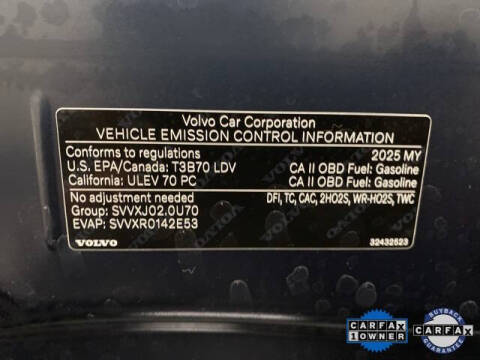 Volvo Car Corporation
VEHICLE EMISSION CONTROL INFORMATION
Conforms to regulations 2025 MY
U.S. EPA/Canada: T3B70 LDV CA II OBD Fuel: Gasoline
California: ULEV 70 PC CA II OBD Fuel: Gasoline
No adjustment needed DFI, TC, CAC, 2HO2S, WR-HO2S, TWC
Group: SVVXJ02.0U70
EVAP: SVVXR0142E53
VOLVO 32432523
CARFAX BUYBACK
1 OWNER CARFAX
GUARANTEE